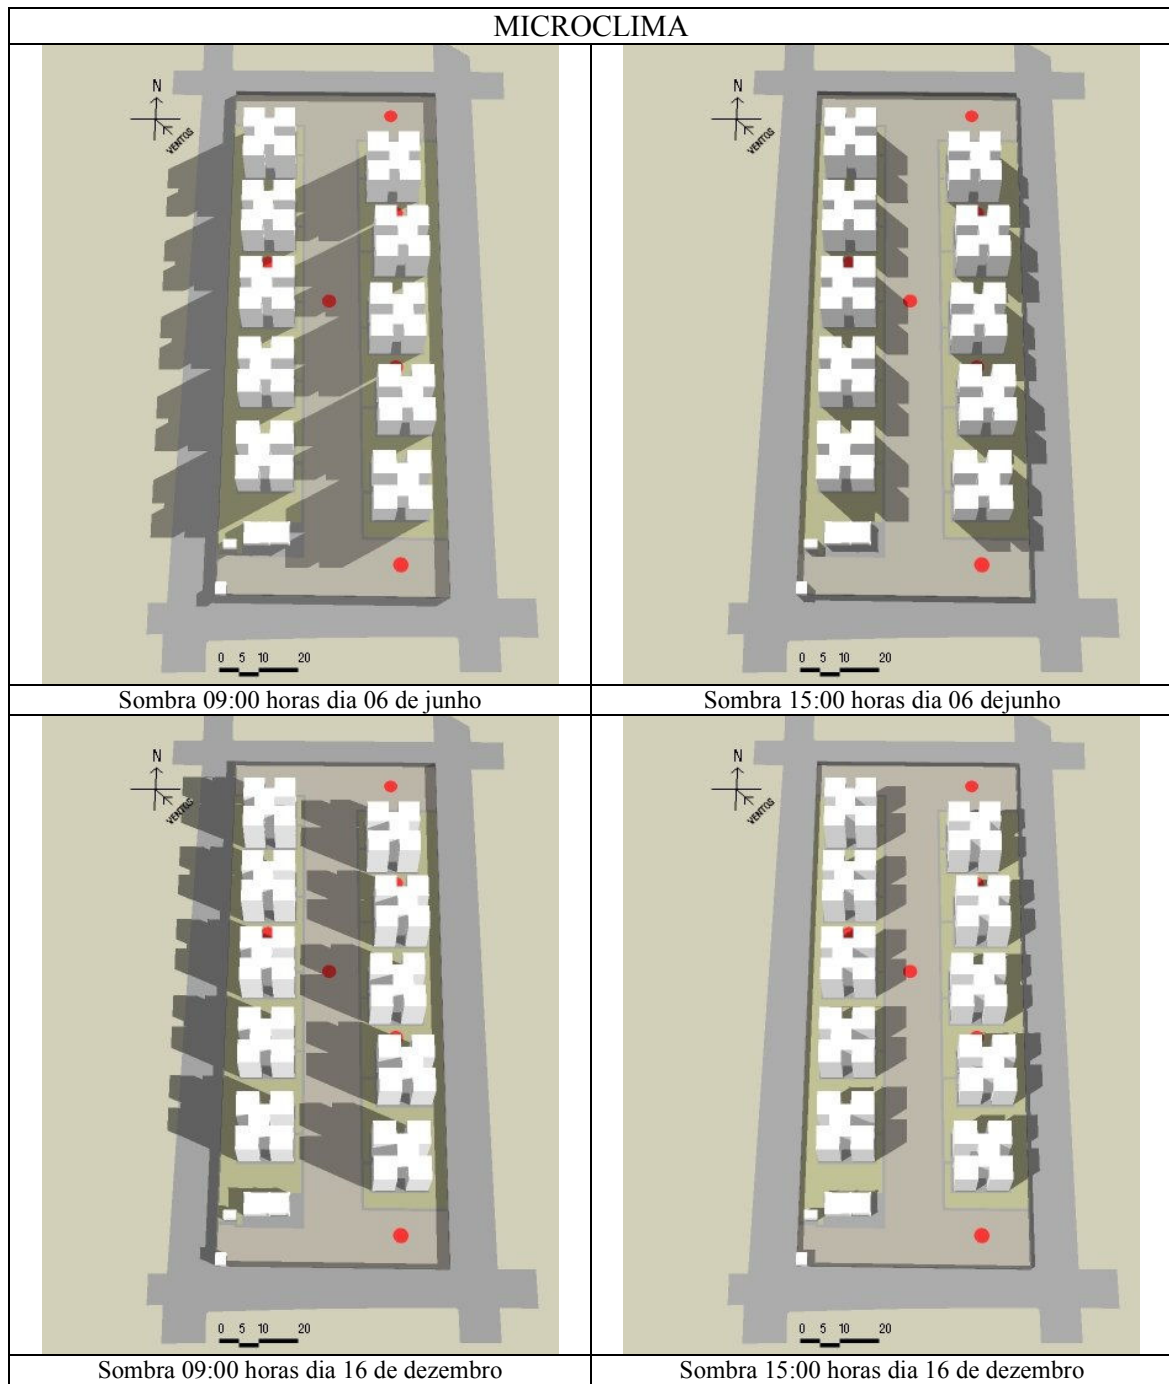 MICROCLIMA
N
VENTOS
0 5 10 20
N
VENTOS
0 5 10 20
Sombra 09:00 horas dia 06 de junho
Sombra 15:00 horas dia 06 dejunho
N
VENTOS
0 5 10 20
N
VENTOS
0 5 10 20
Sombra 09:00 horas dia 16 de dezembro
Sombra 15:00 horas dia 16 de dezembro